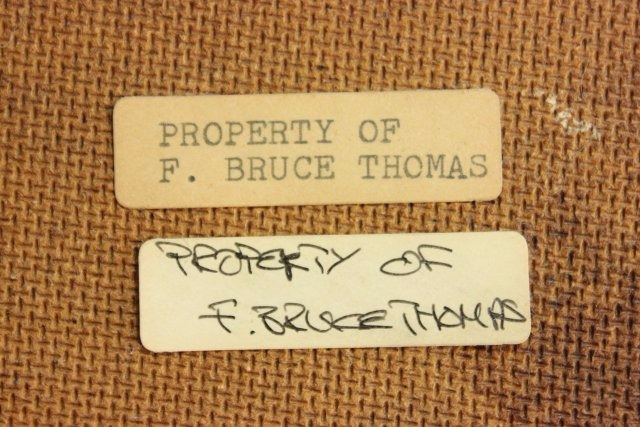 PROPERTY OF
F. BRUCE THOMAS
PROPERTY OF
F. BRUCE THOMAS